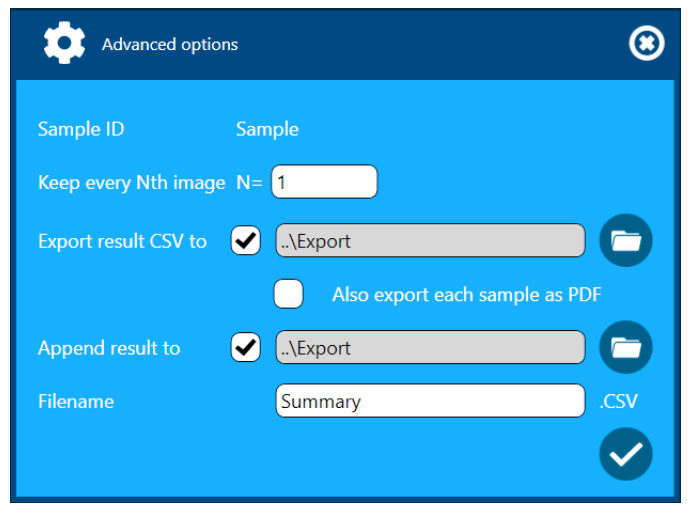 Advanced options
Sample ID Sample
Keep every Nth image N= 1
Export result CSV to ..\Export
Also export each sample as PDF
Append result to ..\Export
Filename Summary .CSV